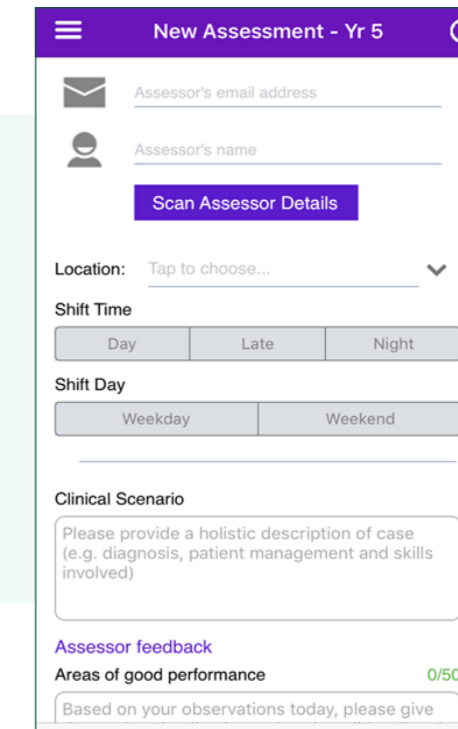 New Assessment - Yr 5
Assessor's email address
Assessor's name
Scan Assessor Details
Location: Tap to choose...
Shift Time
Day Late Night
Shift Day
Weekday Weekend
Clinical Scenario
Please provide a holistic description of case
(e.g. diagnosis, patient management and skills
involved)
Assessor feedback
Areas of good performance 0/50
Based on your observations today, please give